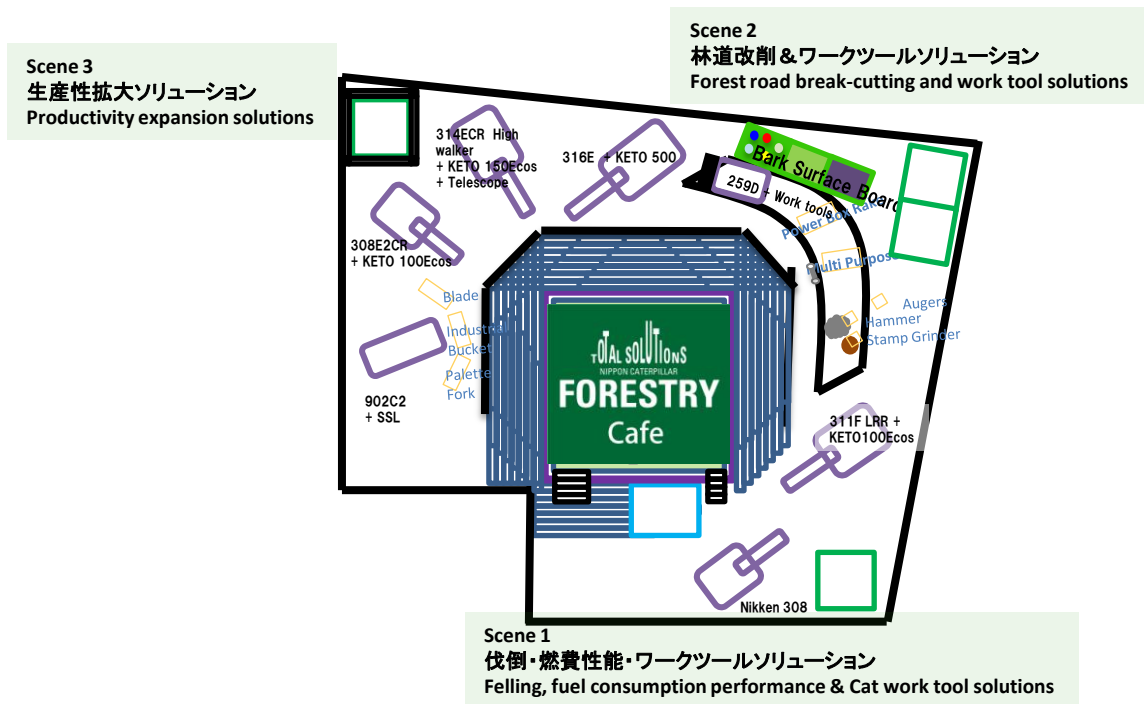 Scene 3
生産性拡大ソリューション
Productivity expansion solutions
Scene 2
林道改削＆ワークツールソリューション
Forest road break-cutting and work tool solutions
314ECR High
walker
+ KETO 150Ecos
+ Telescope
316E + KETO 500
Bark Surface Board
259D + Work tools
Power Box Rak
Multi Purpose
308E2CR
+ KETO 100Ecos
Blade
Industrial
Bucket
Palette
Fork
902C2
+ SSL
Augers
Hammer
Stamp Grinder
TOTAL SOLUTIONS
NIPPON CATERPILLAR
FORESTRY
Cafe
311F LRR +
KETO100Ecos
Nikken 308
Scene 1
伐倒・燃費性能・ワークツールソリューション
Felling, fuel consumption performance & Cat work tool solutions